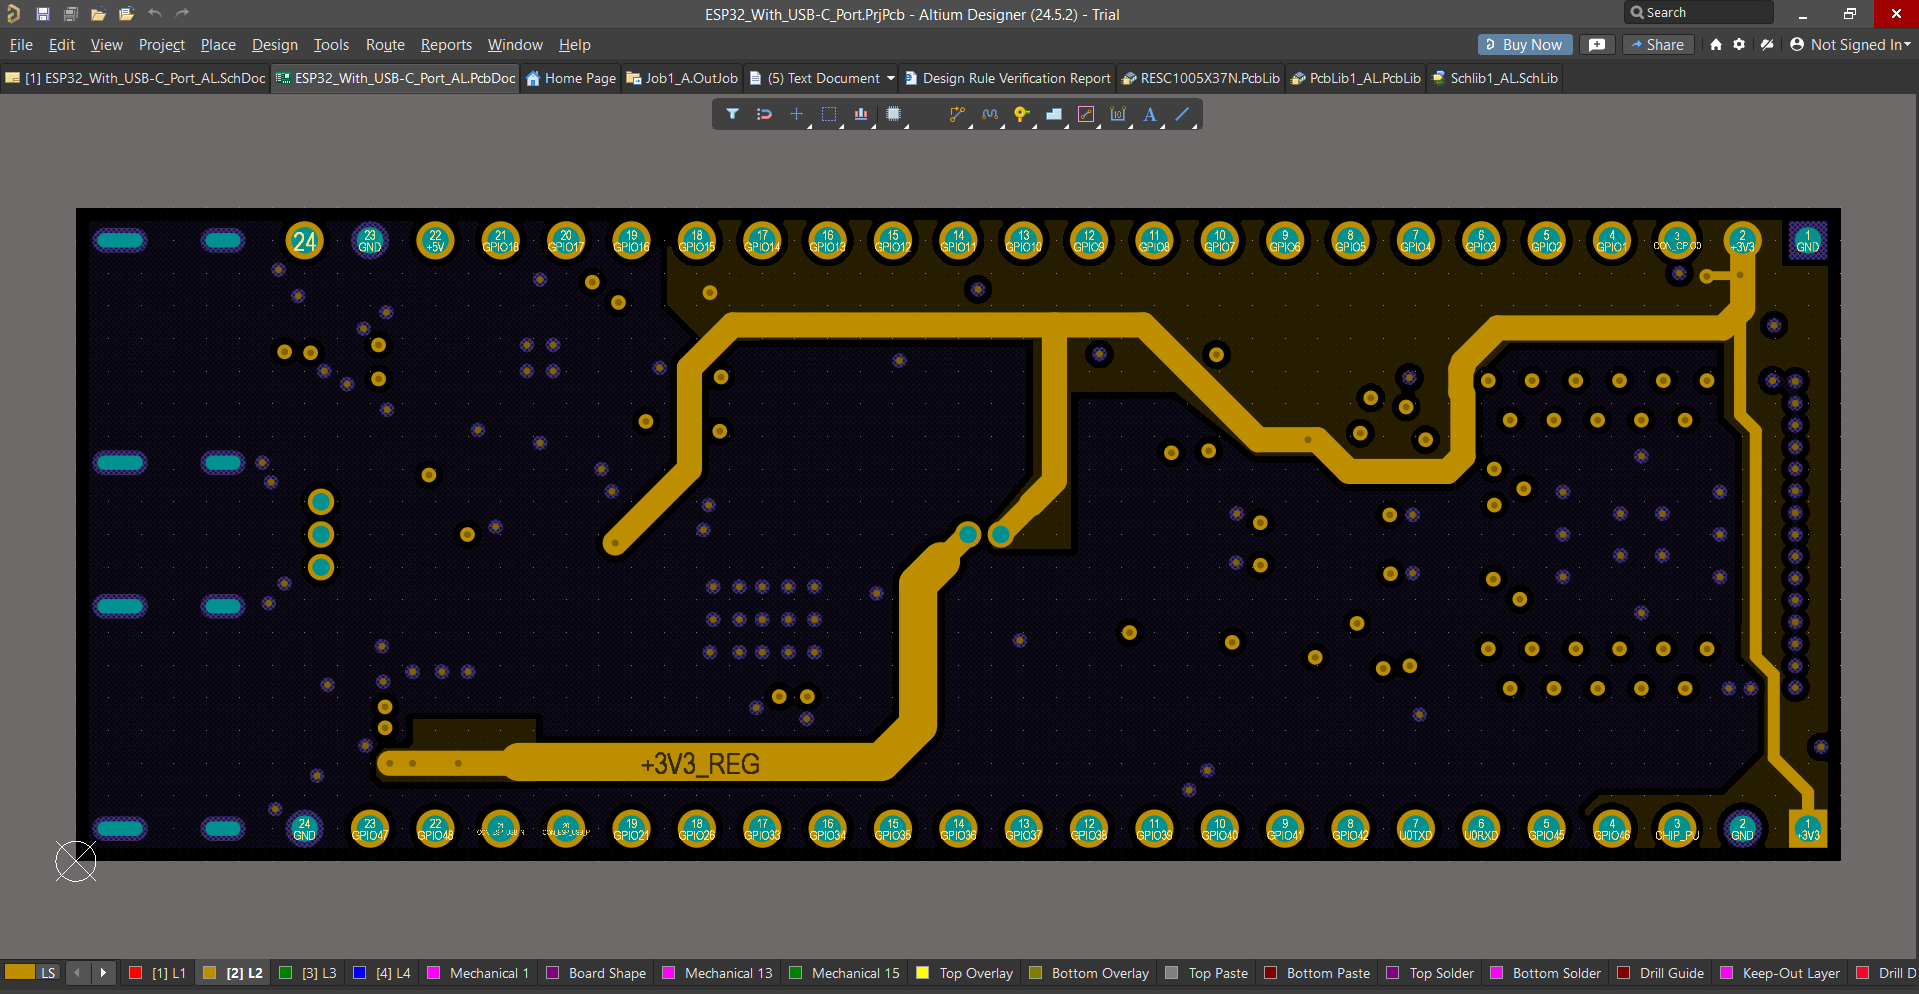 ESP32_With_USB-C_Port.PrjPcb - Altium Designer (24.5.2) - Trial
Search
File Edit View Project Place Design Tools Route Reports Window Help
Buy Now Share Not Signed In
[1] ESP32_With_USB-C_Port_AL.SchDoc ESP32_With_USB-C_Port_AL.PcbDoc Home Page Job1_A.OutJob (5) Text Document Design Rule Verification Report RESC1005X37N.PcbLib PcbLib1_AL.PcbLib Schlib1_AL.SchLib
24 23 22 21 20 19 18 17 16 15 14 13 12 11 10 9 8 7 6 5 4 3 2 1
GND +5V GPIO18 GPIO17 GPIO16 GPIO15 GPIO14 GPIO13 GPIO12 GPIO11 GPIO10 GPIO9 GPIO8 GPIO7 GPIO6 GPIO5 GPIO4 GPIO3 GPIO2 GPIO1 +3V3 GND
+3V3_REG
24 23 22 21 20 19 18 17 16 15 14 13 12 11 10 9 8 7 6 5 4 3 2 1
GND GPIO47 GPIO48 GPIO21 GPIO26 GPIO33 GPIO34 GPIO35 GPIO36 GPIO37 GPIO38 GPIO39 GPIO40 GPIO41 GPIO42 U0TXD U0RXD GPIO45 GPIO46 CHIP_PU GND +3V3
LS [1] L1 [2] L2 [3] L3 [4] L4 Mechanical 1 Board Shape Mechanical 13 Mechanical 15 Top Overlay Bottom Overlay Top Paste Bottom Paste Top Solder Bottom Solder Drill Guide Keep-Out Layer Drill D